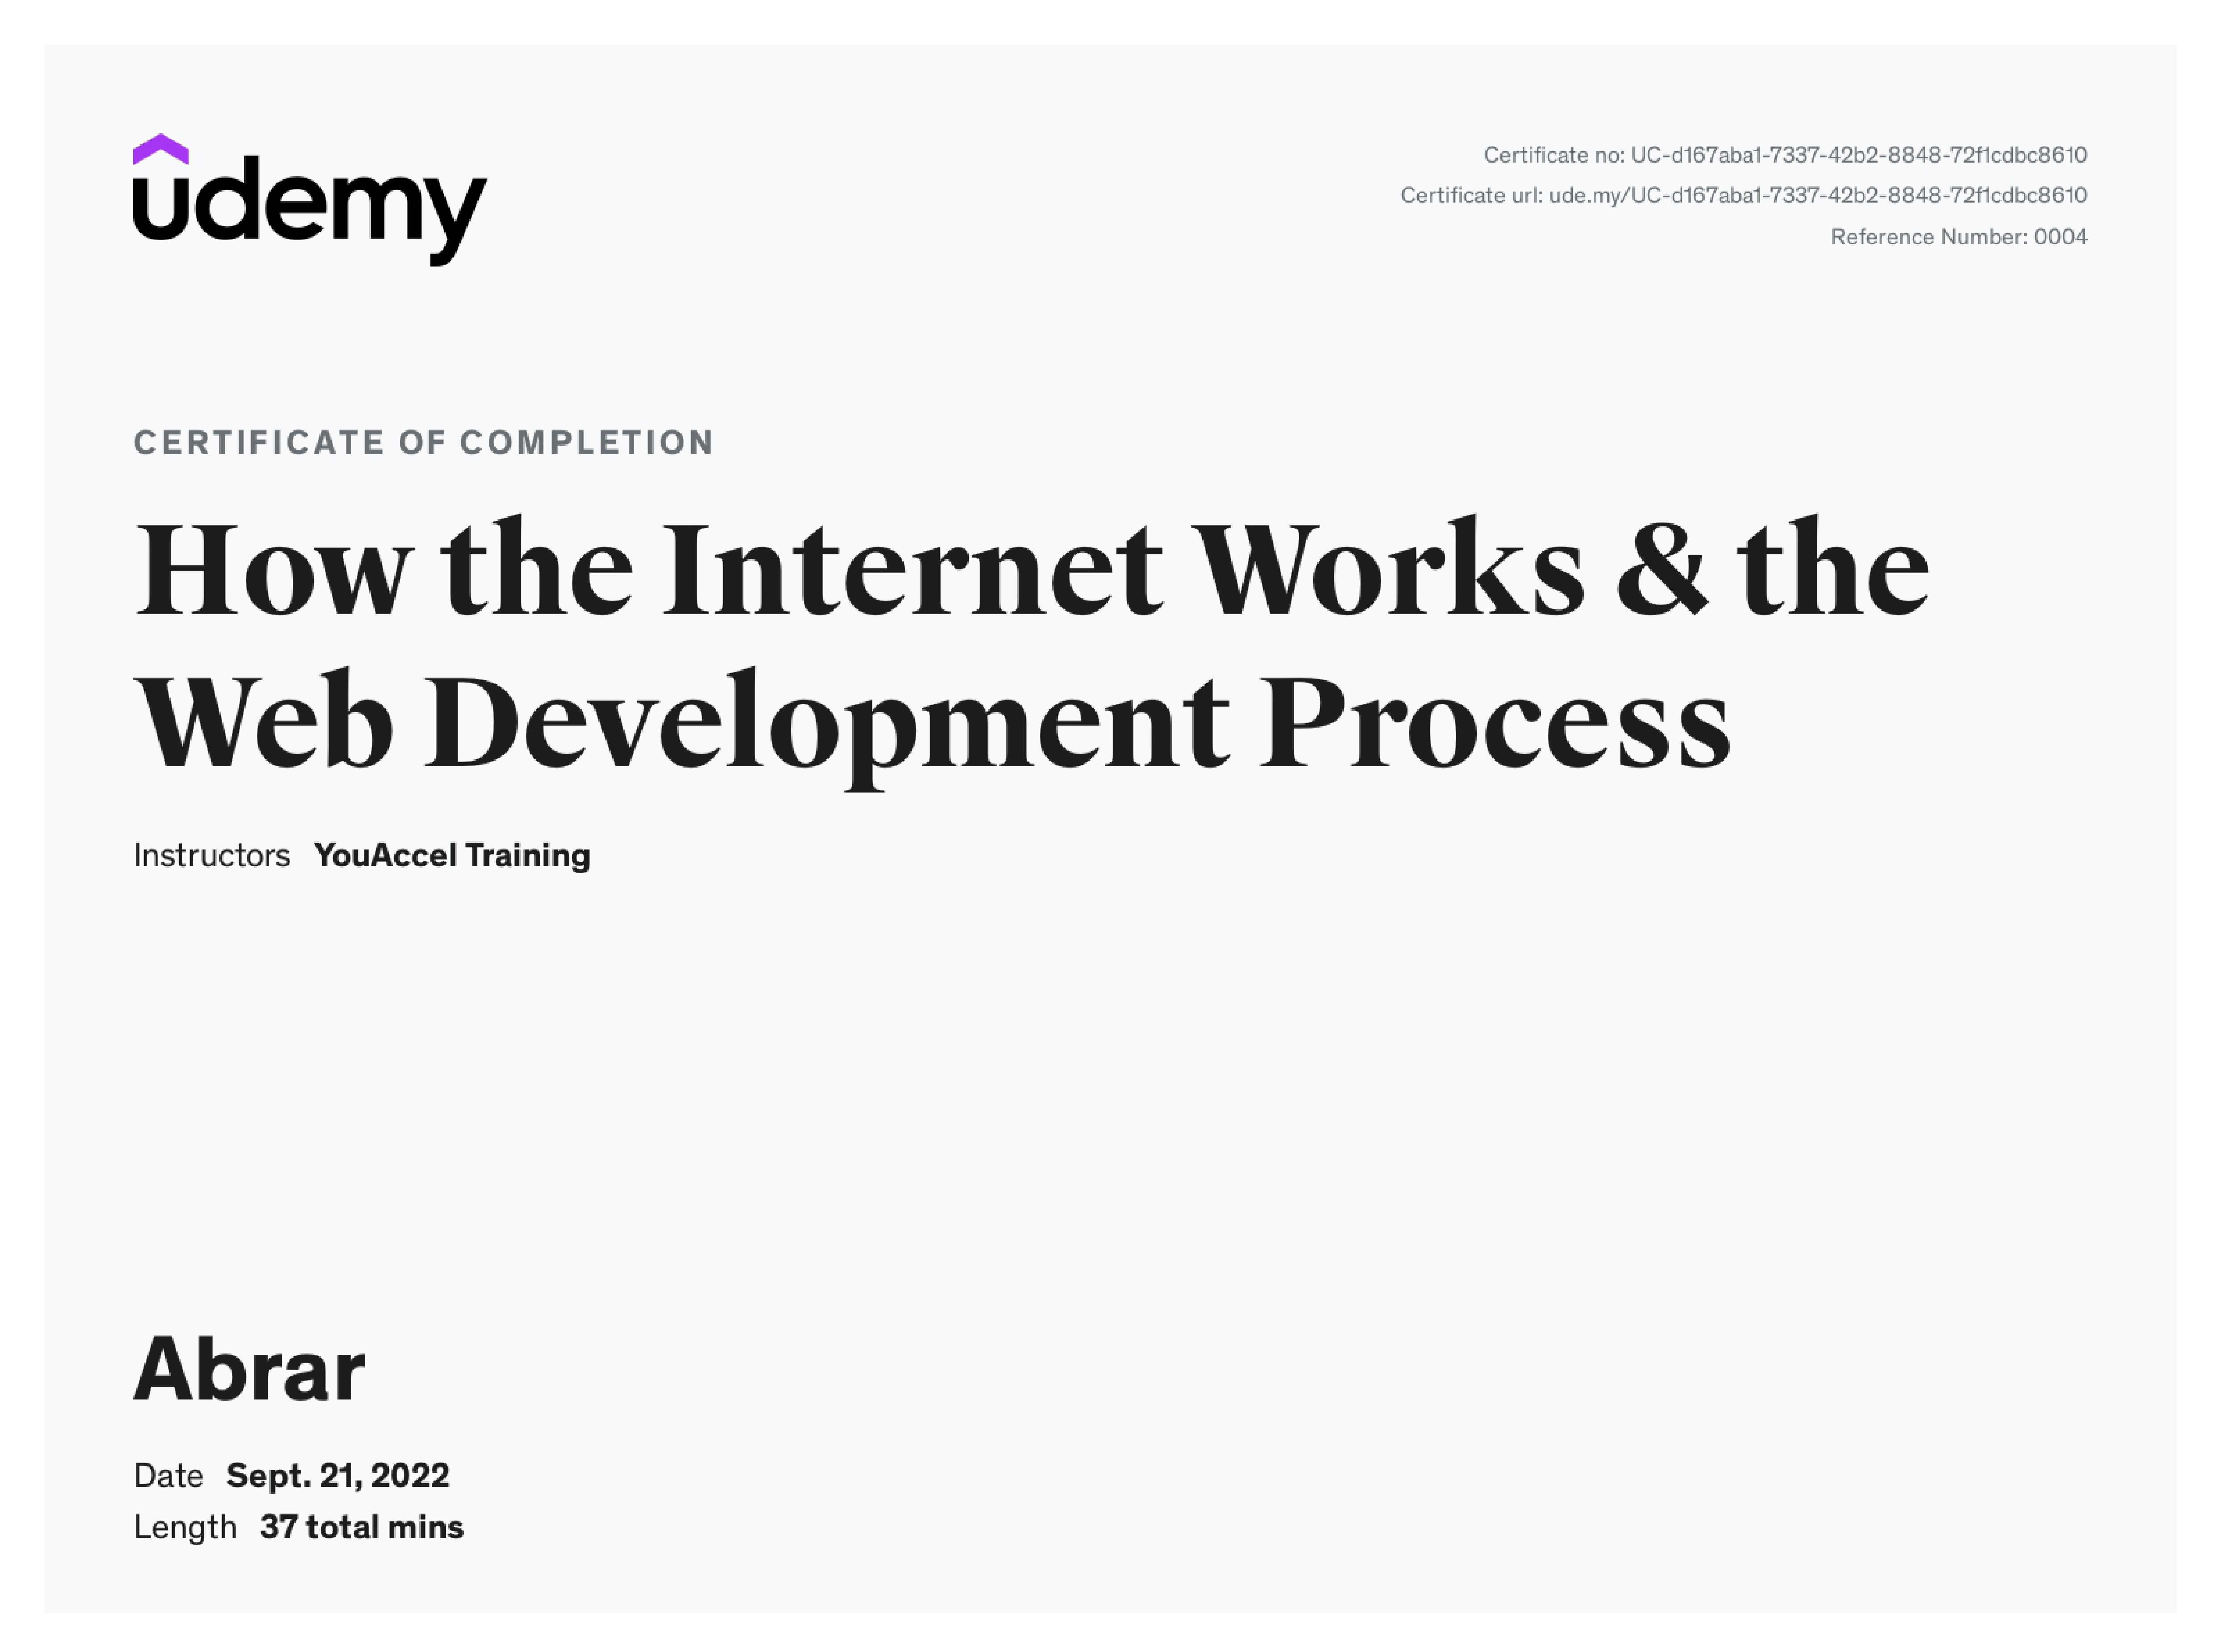 udemy
Certificate no: UC-d167aba1-7337-42b2-8848-72f1cdbc8610
Certificate url: ude.my/UC-d167aba1-7337-42b2-8848-72f1cdbc8610
Reference Number: 0004
CERTIFICATE OF COMPLETION
How the Internet Works & the
Web Development Process
Instructors YouAccel Training
Abrar
Date Sept. 21, 2022
Length 37 total mins